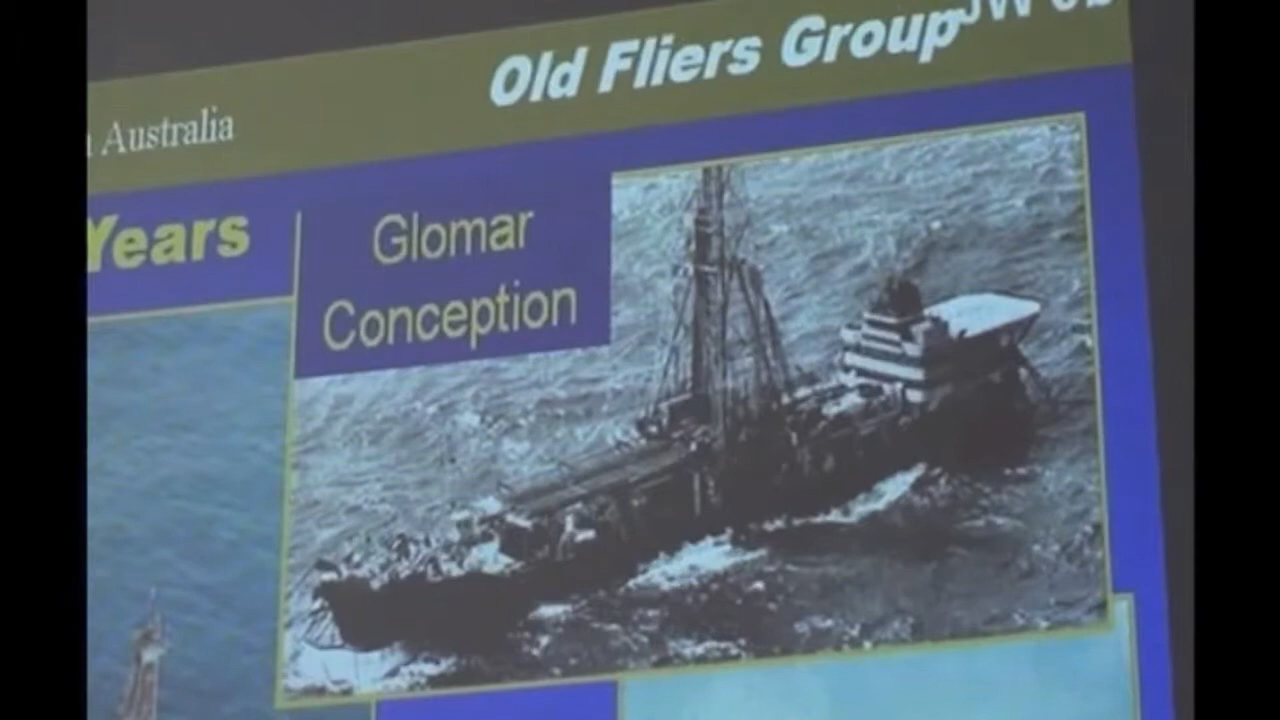 Old Fliers Group
Australia
Years
Glomar
Conception